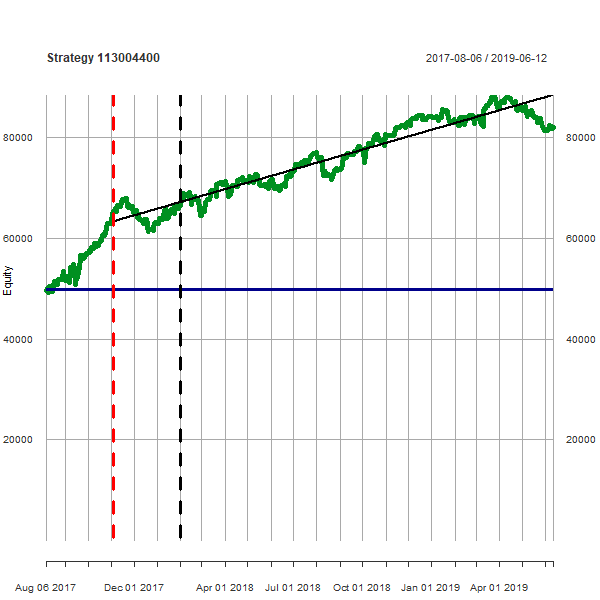 Strategy 113004400
2017-08-06 / 2019-06-12
80000
80000
60000
60000
Equity
40000
40000
20000
20000
Aug 06 2017
Dec 01 2017
Apr 01 2018
Jul 01 2018
Oct 01 2018
Jan 01 2019
Apr 01 2019